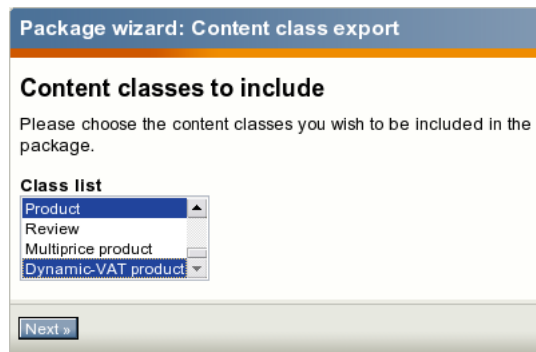 Package wizard: Content class export
Content classes to include
Please choose the content classes you wish to be included in the
package.
Class list
Product
Review
Multiprice product
Dynamic-VAT product
Next »